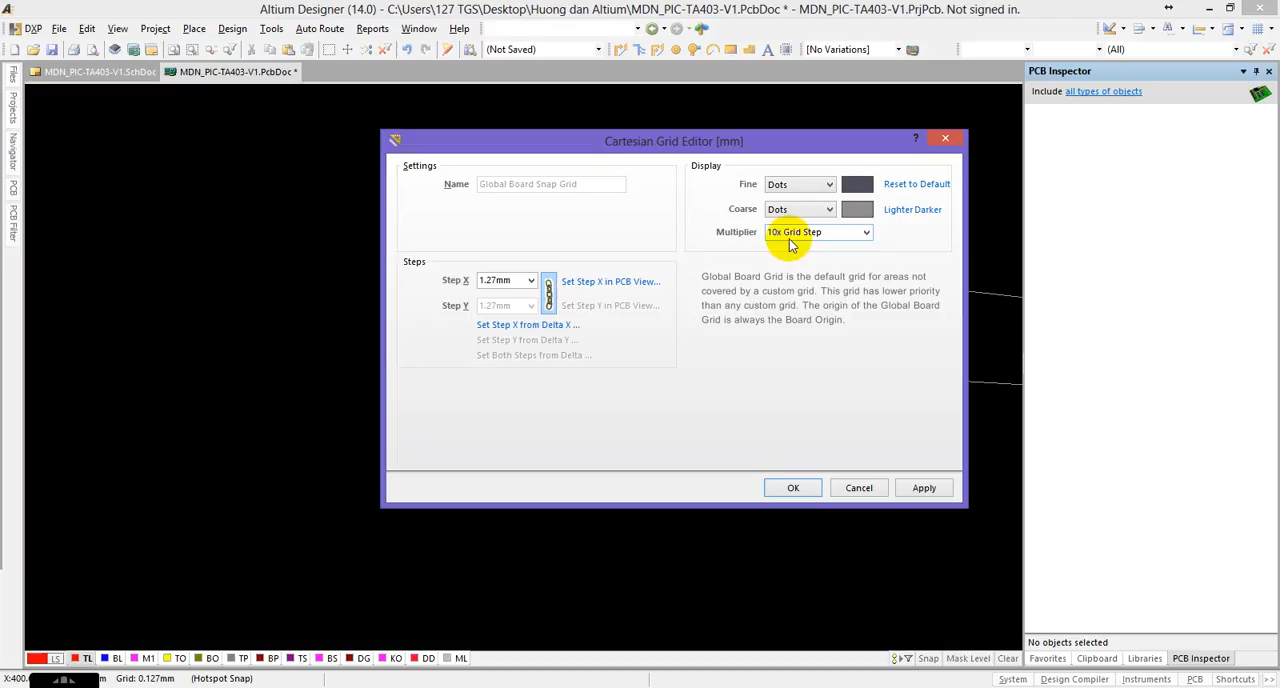 Altium Designer (14.0) - C:\Users\127 TGS\Desktop\Huong dan Altium\MDN_PIC-TA403-V1.PcbDoc * - MDN_PIC-TA403-V1.PrjPcb. Not signed in.
DXP File Edit View Project Place Design Tools Auto Route Reports Window Help
(Not Saved) [No Variations] (All)
MDN_PIC-TA403-V1.SchDoc MDN_PIC-TA403-V1.PcbDoc *
PCB Inspector
Include all types of objects
Files
Projects
Navigator
PCB
PCB Filter
Cartesian Grid Editor [mm] ?
Settings
Name Global Board Snap Grid
Display
Fine Dots Reset to Default
Coarse Dots Lighter Darker
Multiplier 10x Grid Step
Steps
Step X 1.27mm Set Step X in PCB View...
Step Y 1.27mm Set Step Y in PCB View...
Set Step X from Delta X ...
Set Step Y from Delta Y ...
Set Both Steps from Delta ...
Global Board Grid is the default grid for areas not
covered by a custom grid. This grid has lower priority
than any custom grid. The origin of the Global Board
Grid is always the Board Origin.
OK Cancel Apply
No objects selected
LS TL BL M1 TO BO TP BP TS BS DG KO DD ML Snap Mask Level Clear
Favorites Clipboard Libraries PCB Inspector
X:400. Grid: 0.127mm (Hotspot Snap)
System Design Compiler Instruments PCB Shortcuts >>